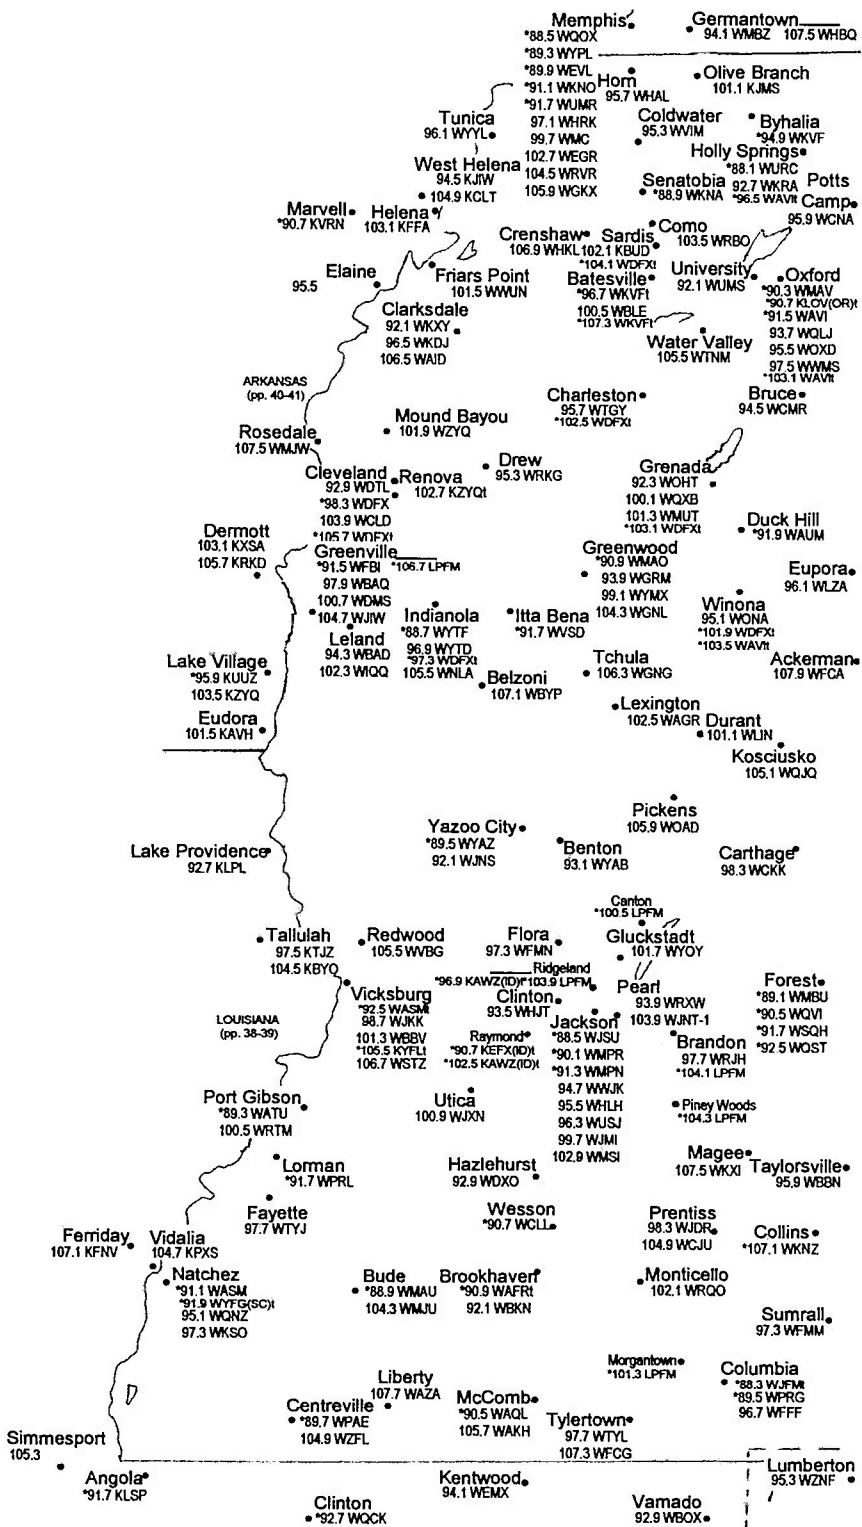 Memphis
*88.5 WQOX
*89.3 WYPL
*89.9 WEVL
*91.1 WKNO
*91.7 WUMR
97.1 WHRK
99.7 WMC
102.7 WEGR
104.5 WRVR
105.9 WGKX
Germantown
94.1 WMBZ 107.5 WHBQ
Horn
95.7 WHAL
Olive Branch
101.1 KJMS
Tunica
96.1 WYYL
Coldwater
95.3 WVIM
Byhalia
*94.9 WKVF
Holly Springs
*88.1 WURC
92.7 WKRA
*96.5 WAVIt
West Helena
94.5 KJIW
104.9 KCLT
Senatobia
*88.9 WKNA
Potts
Camp
95.9 WCNA
Marvell
*90.7 KVRN
Helena
103.1 KFFA
Crenshaw
106.9 WHKL
Sardis
102.1 KBUD
*104.1 WDFXt
Como
103.5 WRBO
Elaine
95.5
Friars Point
101.5 WWUN
Batesville
*96.7 WKVFt
100.5 WBLE
*107.3 WKVFt
University
92.1 WUMS
Oxford
*90.3 WMAV
*90.7 KLOV(OR)t
*91.5 WAVI
93.7 WQLJ
95.5 WOXD
97.5 WWMS
*103.1 WAVIt
Clarksdale
92.1 WKXY
96.5 WKDJ
106.5 WAID
Water Valley
105.5 WTNM
ARKANSAS
(pp. 40-41)
Charleston
95.7 WTGY
*102.5 WDFXt
Bruce
94.5 WCMR
Rosedale
107.5 WMJW
Mound Bayou
101.9 WZYQ
Cleveland
92.9 WDTL
*98.3 WDFX
103.9 WCLD
*105.7 WDFXt
Renova
102.7 KZYQt
Drew
95.3 WRKG
Grenada
92.3 WOHT
100.1 WQXB
101.3 WMUT
*103.1 WDFXt
Dermott
103.1 KXSA
105.7 KRKD
Duck Hill
*91.9 WAUM
Greenville
*91.5 WFBI *106.7 LPFM
97.9 WBAQ
100.7 WDMS
104.7 WJIW
Greenwood
*90.9 WMAO
93.9 WGRM
99.1 WYMX
104.3 WGNL
Eupora
96.1 WLZA
Leland
94.3 WBAD
102.3 WIQQ
Indianola
*88.7 WYTF
96.9 WYTD
*97.3 WDFXt
105.5 WNLA
Itta Bena
*91.7 WVSD
Winona
95.1 WONA
*101.9 WDFXt
*103.5 WAVIt
Lake Village
*95.9 KUUZ
103.5 KZYQ
Belzoni
107.1 WBYP
Tchula
106.3 WGNG
Ackerman
107.9 WFCA
Eudora
101.5 KAVH
Lexington
102.5 WAGR
Durant
101.1 WLIN
Kosciusko
105.1 WQJQ
Pickens
105.9 WOAD
Lake Providence
92.7 KLPL
Yazoo City
*89.5 WYAZ
92.1 WJNS
Benton
93.1 WYAB
Carthage
98.3 WCKK
Canton
*100.5 LPFM
Tallulah
97.5 KTJZ
104.5 KBYO
Redwood
105.5 WVBG
Flora
97.3 WFMN
Gluckstadt
101.7 WYOY
Ridgeland
*96.9 KAWZ(ID)t *103.9 LPFM
Vicksburg
*92.5 WASMt
98.7 WJKK
101.3 WBBV
*105.5 KYFLt
106.7 WSTZ
Clinton
93.5 WHJT
Pearl
93.9 WRXW
103.9 WJNT-1
Forest
*89.1 WMBU
*90.5 WQVI
*91.7 WSQH
*92.5 WQST
LOUISIANA
(pp. 38-39)
Raymond
*90.7 KEFX(ID)t
*102.5 KAWZ(ID)t
Jackson
*88.5 WJSU
*90.1 WMPR
*91.3 WMPN
94.7 WWJK
95.5 WHLH
96.3 WUSJ
99.7 WJMI
102.9 WMSI
Brandon
97.7 WRJH
*104.1 LPFM
Port Gibson
*89.3 WATU
100.5 WRTM
Utica
100.9 WJXN
Piney Woods
*104.3 LPFM
Lorman
*91.7 WPRL
Hazlehurst
92.9 WDXO
Magee
107.5 WKXI
Taylorsville
95.9 WBBN
Fayette
97.7 WTYJ
Wesson
*90.7 WCLL
Prentiss
98.3 WJDR
104.9 WCJU
Collins
*107.1 WKNZ
Ferriday
107.1 KFNV
Vidalia
104.7 KPXS
Natchez
*91.1 WASM
*91.9 WYFG(SC)t
95.1 WQNZ
97.3 WKSO
Bude
*88.9 WMAU
104.3 WMJU
Brookhaven
*90.9 WAFRt
92.1 WBKN
Monticello
102.1 WRQO
Sumrall
97.3 WFMM
Morgantown
*101.3 LPFM
Columbia
*88.3 WJFMt
*89.5 WPRG
96.7 WFFF
Liberty
107.7 WAZA
Centreville
*89.7 WPAE
104.9 WZFL
McComb
*90.5 WAQL
105.7 WAKH
Tylertown
97.7 WTYL
107.3 WFCG
Simmesport
105.3
Angola
*91.7 KLSP
Kentwood
94.1 WEMX
Lumberton
95.3 WZNF
Clinton
*92.7 WQCK
Varnado
92.9 WBOX